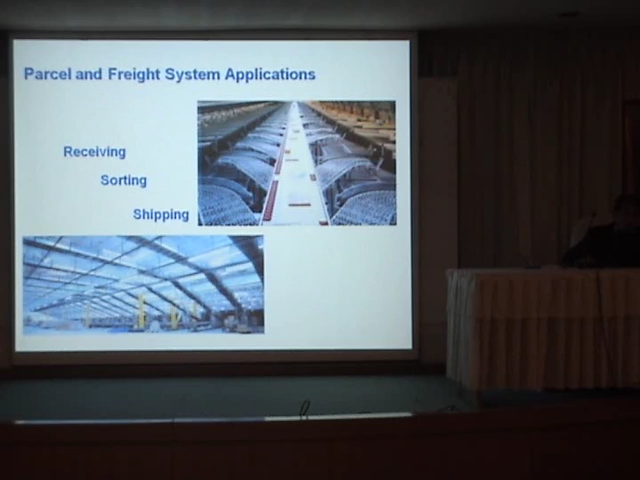 Parcel and Freight System Applications
Receiving
Sorting
Shipping